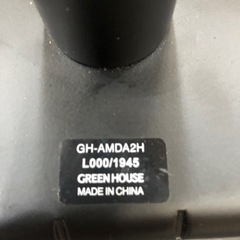 GH-AMDA2H
L000/1945
GREEN HOUSE
MADE IN CHINA